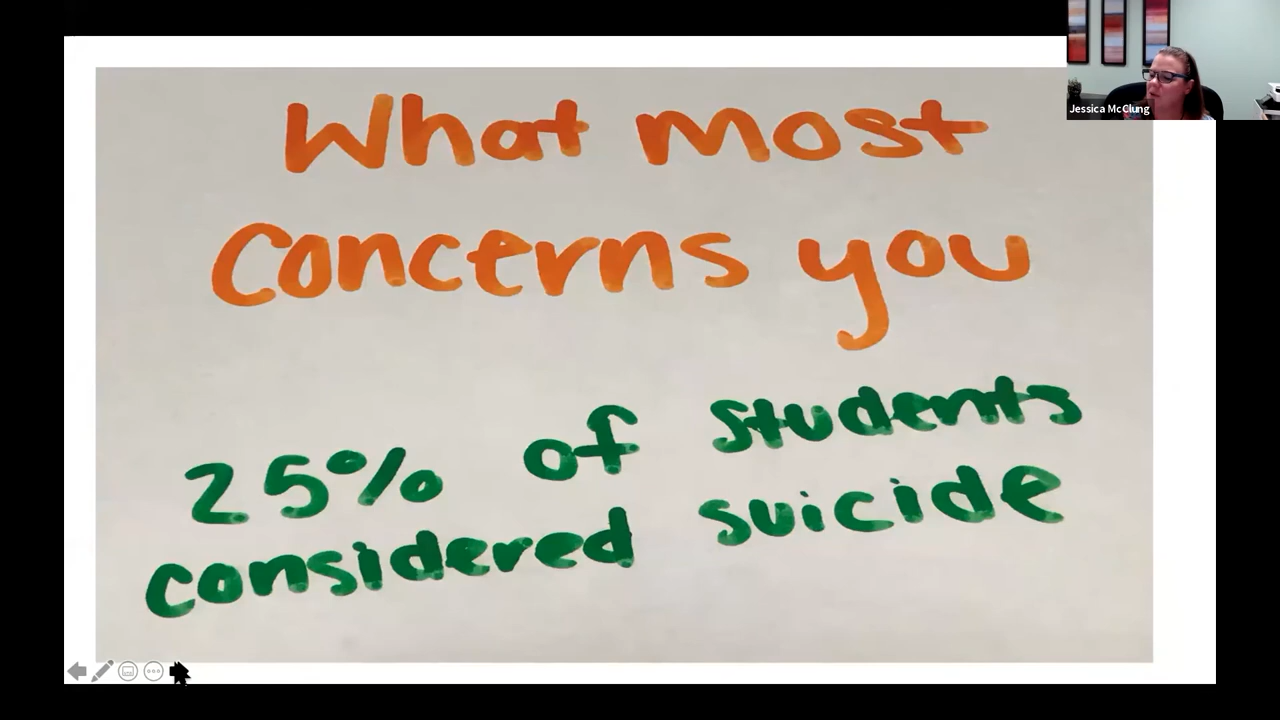 Jessica McClung
What most
Concerns you
25% of students
considered suicide